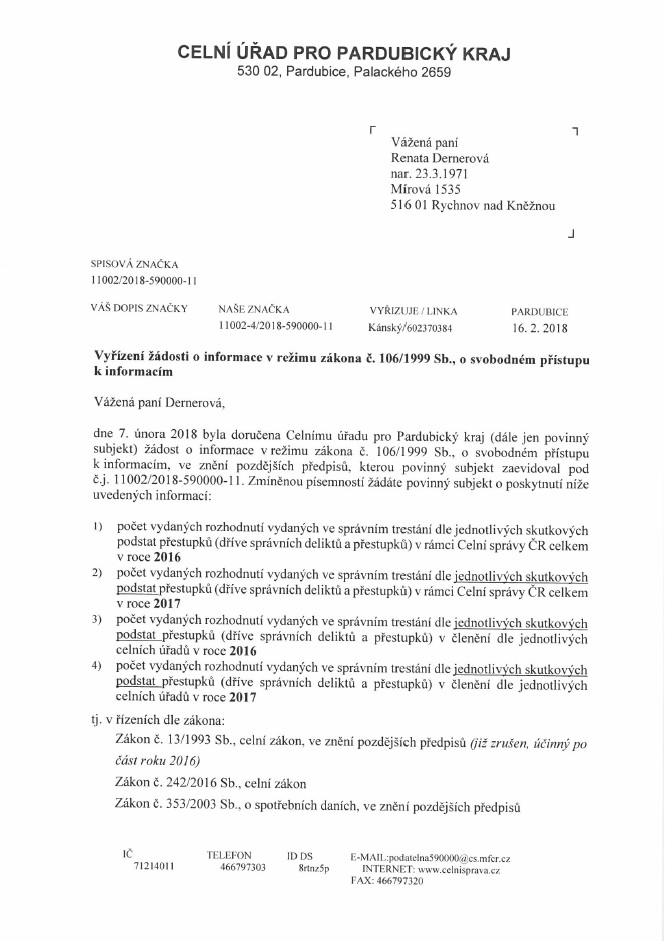 CELNÍ ÚŘAD PRO PARDUBICKÝ KRAJ
530 02, Pardubice, Palackého 2659
Vážená paní
Renata Dernerová
nar. 23.3.1971
Mírová 1535
516 01 Rychnov nad Kněžnou
SPISOVÁ ZNAČKA
11002/2018-590000-11
VÁŠ DOPIS ZNAČKY NAŠE ZNAČKA VYŘIZUJE / LINKA PARDUBICE
11002-4/2018-590000-11 Kánský/602370384 16. 2. 2018
Vyřízení žádosti o informace v režimu zákona č. 106/1999 Sb., o svobodném přístupu
k informacím
Vážená paní Dernerová,
dne 7. února 2018 byla doručena Celnímu úřadu pro Pardubický kraj (dále jen povinný
subjekt) žádost o informace v režimu zákona č. 106/1999 Sb., o svobodném přístupu
k informacím, ve znění pozdějších předpisů, kterou povinný subjekt zaevidoval pod
č.j. 11002/2018-590000-11. Zmíněnou písemností žádáte povinný subjekt o poskytnutí níže
uvedených informací:
1) počet vydaných rozhodnutí vydaných ve správním trestání dle jednotlivých skutkových
podstat přestupků (dříve správních deliktů a přestupků) v rámci Celní správy ČR celkem
v roce 2016
2) počet vydaných rozhodnutí vydaných ve správním trestání dle jednotlivých skutkových
podstat přestupků (dříve správních deliktů a přestupků) v rámci Celní správy ČR celkem
v roce 2017
3) počet vydaných rozhodnutí vydaných ve správním trestání dle jednotlivých skutkových
podstat přestupků (dříve správních deliktů a přestupků) v členění dle jednotlivých
celních úřadů v roce 2016
4) počet vydaných rozhodnutí vydaných ve správním trestání dle jednotlivých skutkových
podstat přestupků (dříve správních deliktů a přestupků) v členění dle jednotlivých
celních úřadů v roce 2017
tj. v řízeních dle zákona:
Zákon č. 13/1993 Sb., celní zákon, ve znění pozdějších předpisů (již zrušen, účinný po
část roku 2016)
Zákon č. 242/2016 Sb., celní zákon
Zákon č. 353/2003 Sb., o spotřebních daních, ve znění pozdějších předpisů
IČ TELEFON ID DS E-MAIL:podatelna590000@cs.mfcr.cz
71214011 466797303 8rtnz5p INTERNET: www.celnisprava.cz
FAX: 466797320